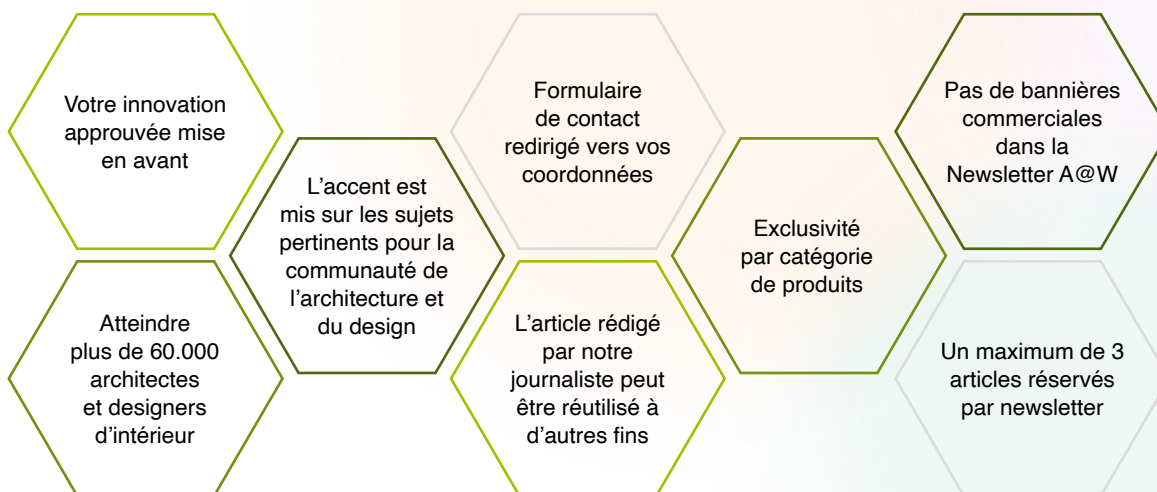 Votre innovation
approuvée mise
en avant
Atteindre
plus de 60.000
architectes
et designers
d’intérieur
L’accent est
mis sur les sujets
pertinents pour la
communauté de
l’architecture et
du design
Formulaire
de contact
redirigé vers vos
coordonnées
L’article rédigé
par notre
journaliste peut
être réutilisé à
d’autres fins
Exclusivité
par catégorie
de produits
Pas de bannières
commerciales
dans la
Newsletter A@W
Un maximum de 3
articles réservés
par newsletter